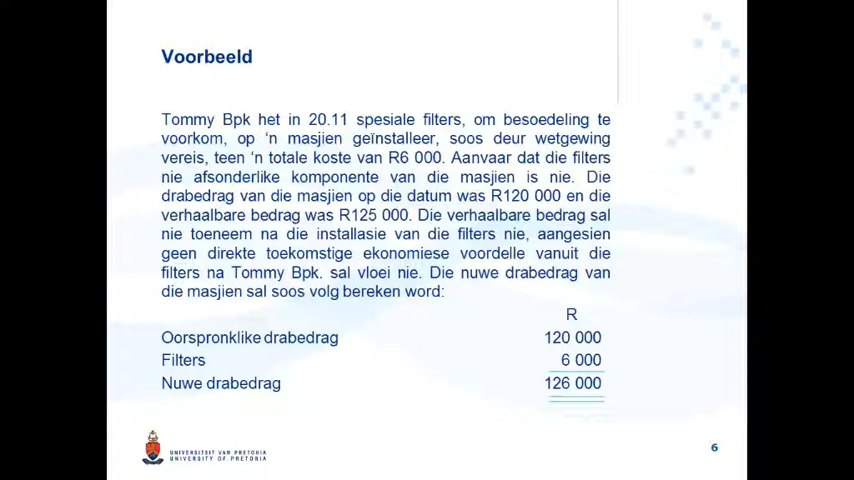 Voorbeeld
Tommy Bpk het in 20.11 spesiale filters, om besoedeling te
voorkom, op ‘n masjien geïnstalleer, soos deur wetgewing
vereis, teen ‘n totale koste van R6 000. Aanvaar dat die filters
nie afsonderlike komponente van die masjien is nie. Die
drabedrag van die masjien op die datum was R120 000 en die
verhaalbare bedrag was R125 000. Die verhaalbare bedrag sal
nie toeneem na die installasie van die filters nie, aangesien
geen direkte toekomstige ekonomiese voordelle vanuit die
filters na Tommy Bpk. sal vloei nie. Die nuwe drabedrag van
die masjien sal soos volg bereken word:
R
Oorspronklike drabedrag 120 000
Filters 6 000
Nuwe drabedrag 126 000
UNIVERSITEIT VAN PRETORIA
UNIVERSITY OF PRETORIA
6